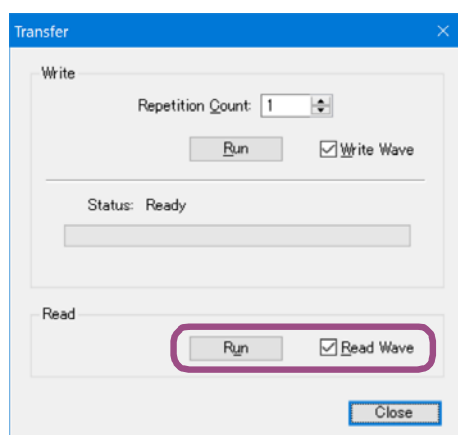 Transfer
Write
Repetition Count: 1
Run
Write Wave
Status: Ready
Read
Run
Read Wave
Close